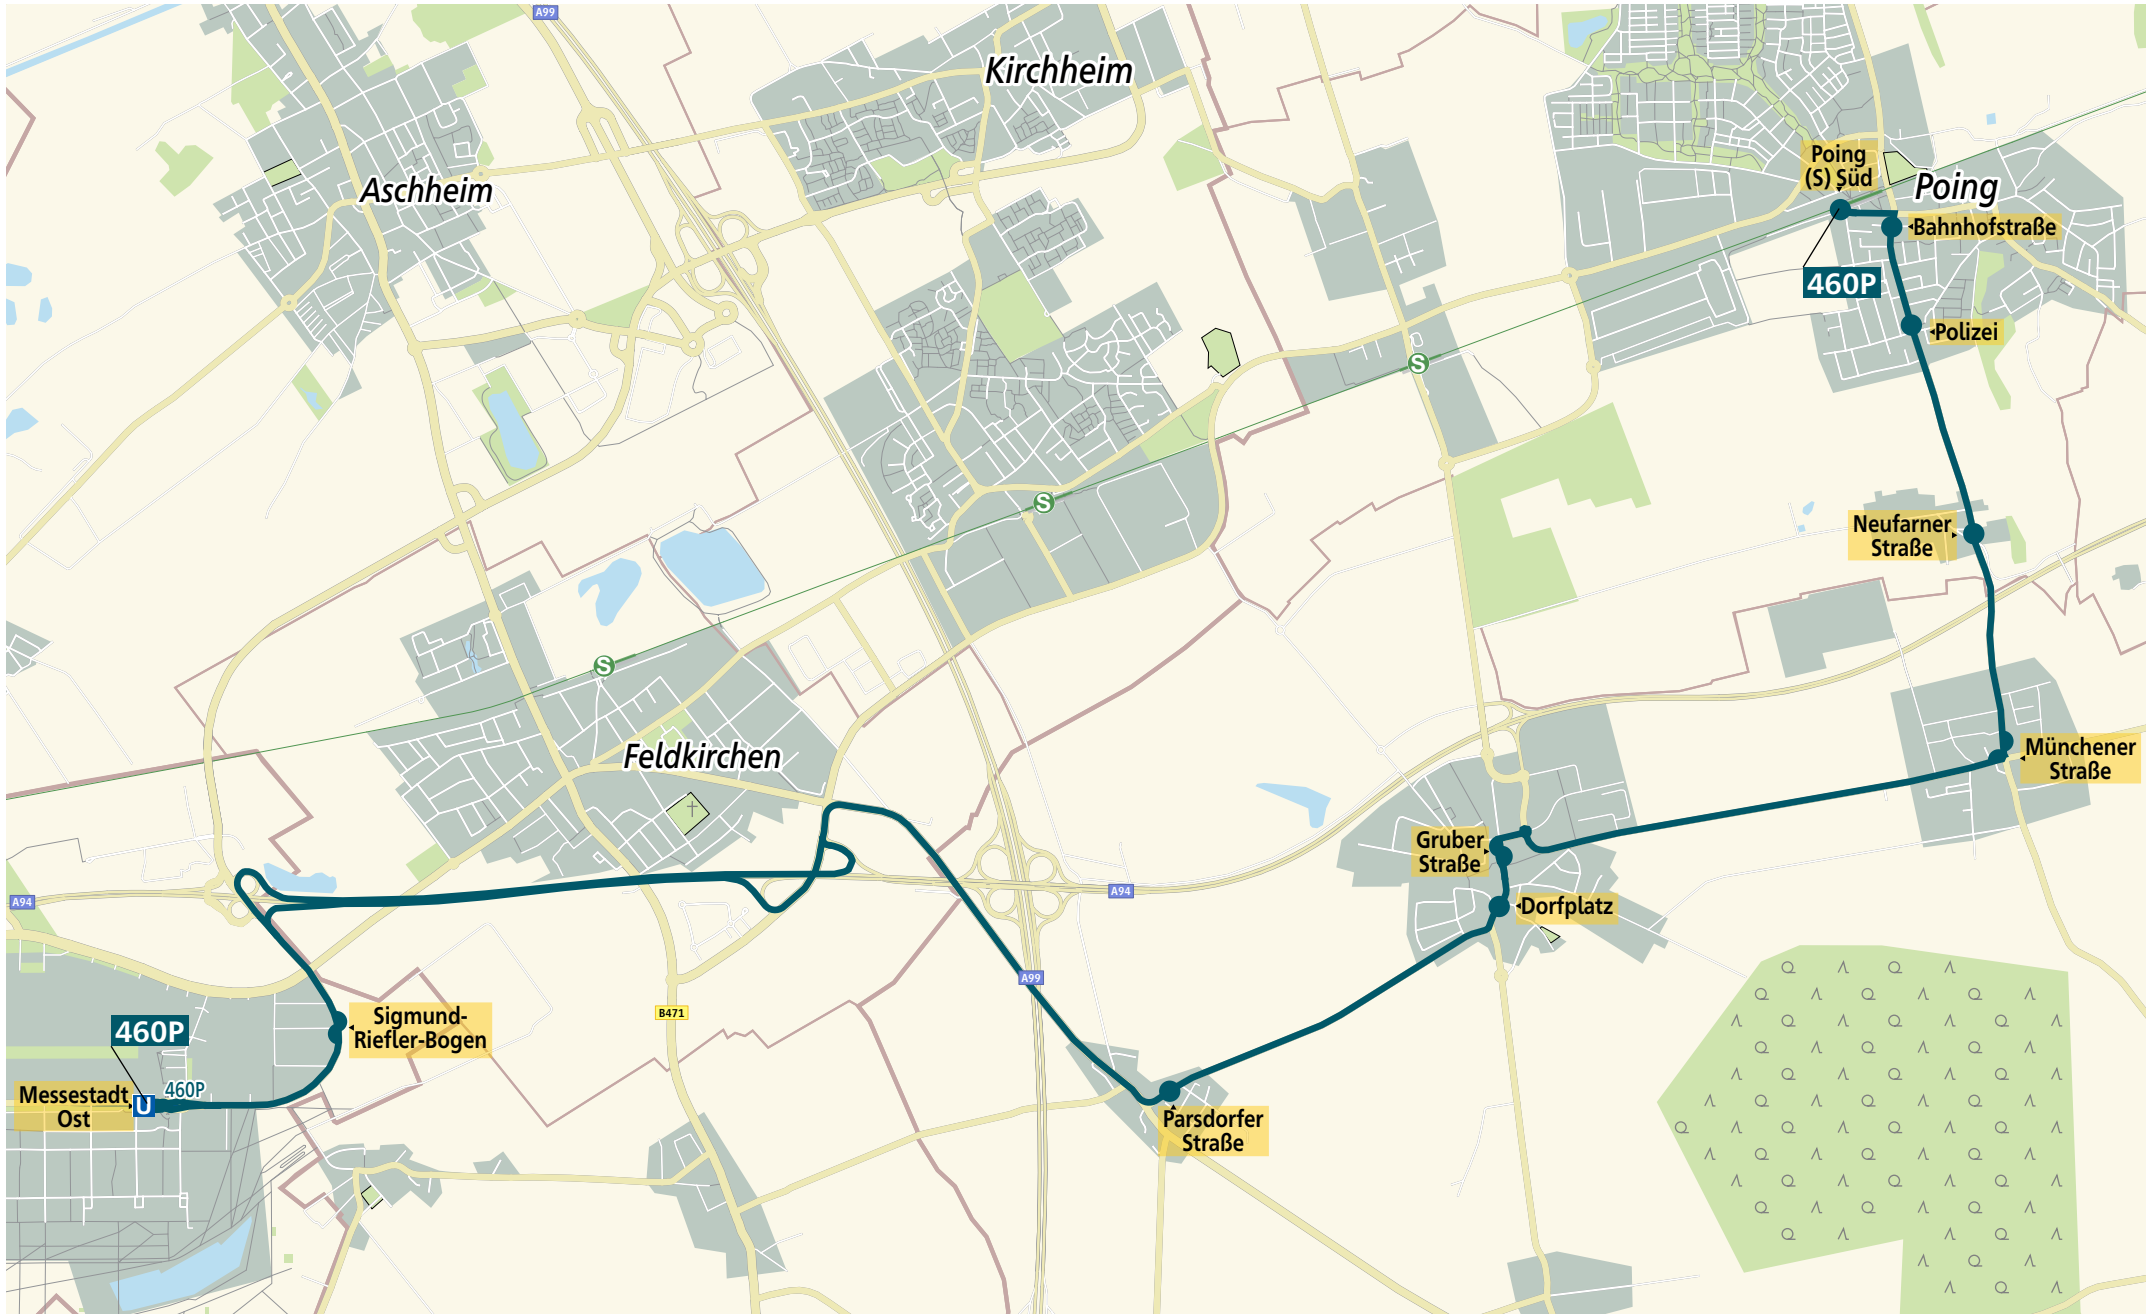 A99
Kirchheim
Aschheim
Poing
(S) Süd
Poing
Bahnhofstraße
460P
Polizei
S
S
Neufarner
Straße
S
Feldkirchen
Münchener
Straße
Gruber
Straße
A94
A94
Dorfplatz
A99
B471
Sigmund-
Riefler-Bogen
460P
460P
Messestadt
Ost
U
Parsdorfer
Straße